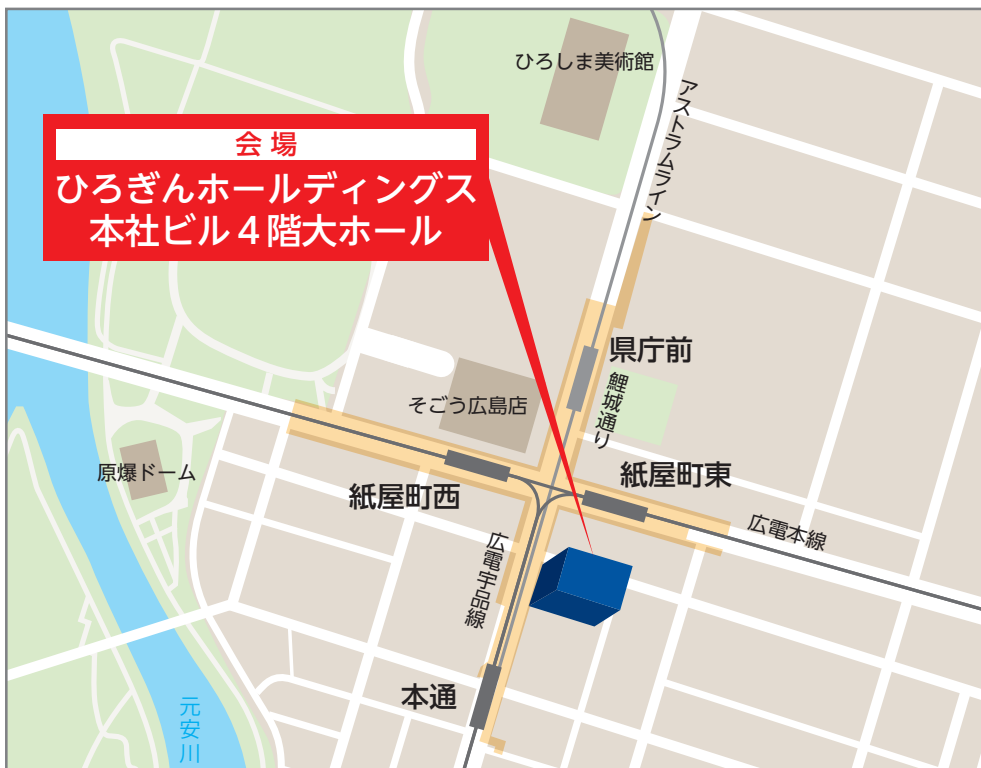 ひろしま美術館
アストラムライン
会場
ひろぎんホールディングス
本社ビル４階大ホール
県庁前
鯉城通り
そごう広島店
原爆ドーム
紙屋町西
紙屋町東
広電本線
広電宇品線
本通
元安川